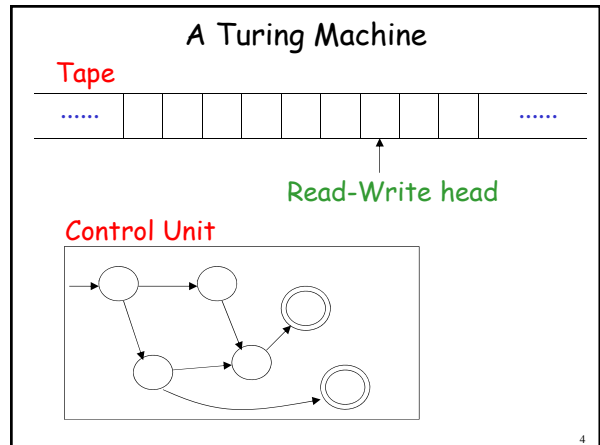 A Turing Machine
Tape
...... ......
Read-Write head
Control Unit
4